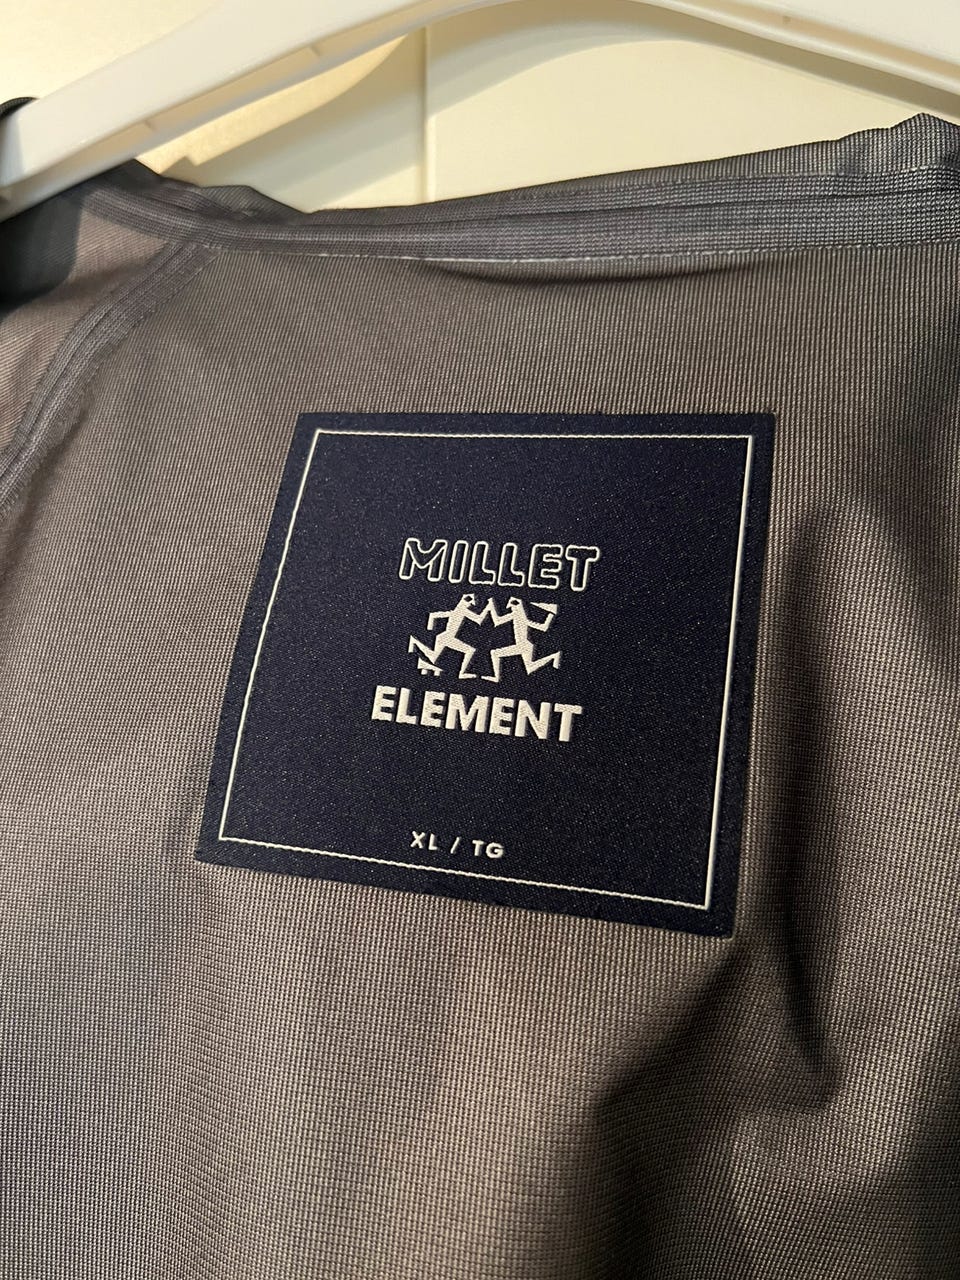 MILLET
ELEMENT
XL / TG